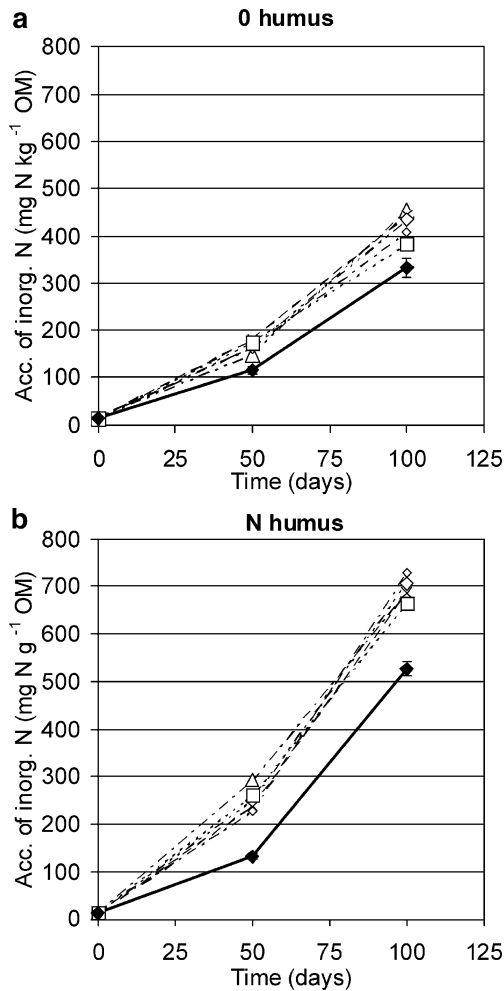 a
0 humus
Acc. of inorg. N (mg N kg⁻¹ OM)
800
700
600
500
400
300
200
100
0
0 25 50 75 100 125
Time (days)
b
N humus
Acc. of inorg. N (mg N g⁻¹ OM)
800
700
600
500
400
300
200
100
0
0 25 50 75 100 125
Time (days)